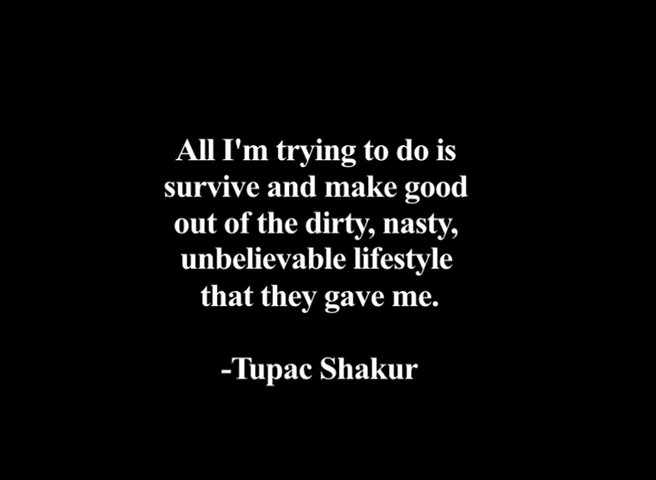 All I'm trying to do is
survive and make good
out of the dirty, nasty,
unbelievable lifestyle
that they gave me.
-Tupac Shakur